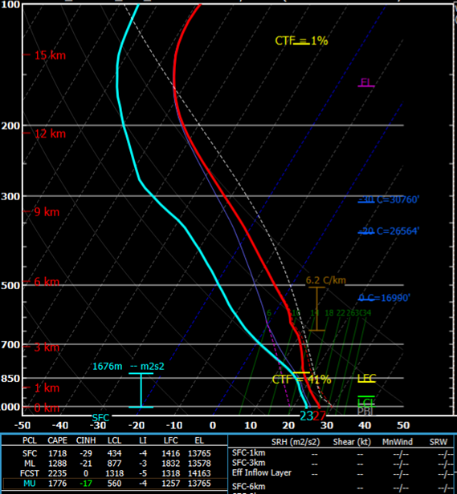 100
CTF = 1%
15 km
EL
200
12 km
300
-30 C=30760'
9 km
-20 C=26564'
6 km
6.2 C/km
500
0 C=16990'
700
3 km
1676m -- m2s2
850
CTF = 41%
LFC
1 km
LCL
PBL
1000
0 km
SFC
23 27
-50 -40 -30 -20 -10 0 10 20 30 40 50
PCL CAPE CINH LCL LI LFC EL
SFC 1718 -29 434 -4 1416 13765
ML 1288 -21 877 -3 1832 13578
FCST 2235 0 1318 -5 1318 14163
MU 1776 -17 560 -4 1257 13765
SRH (m2/s2) Shear (kt) MnWind SRW
SFC-1km -- -- --/-- --/--
SFC-3km -- -- --/-- --/--
Eff Inflow Layer -- -- --/-- --/--
SFC-6km -- --/-- --/--